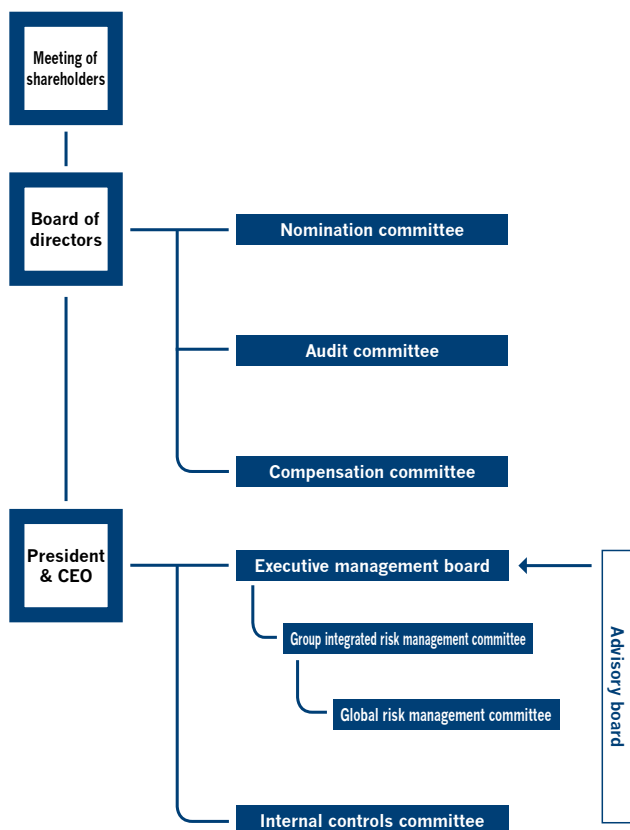 Meeting of
shareholders
Board of
directors
Nomination committee
Audit committee
Compensation committee
President
& CEO
Executive management board
Group integrated risk management committee
Global risk management committee
Advisory board
Internal controls committee